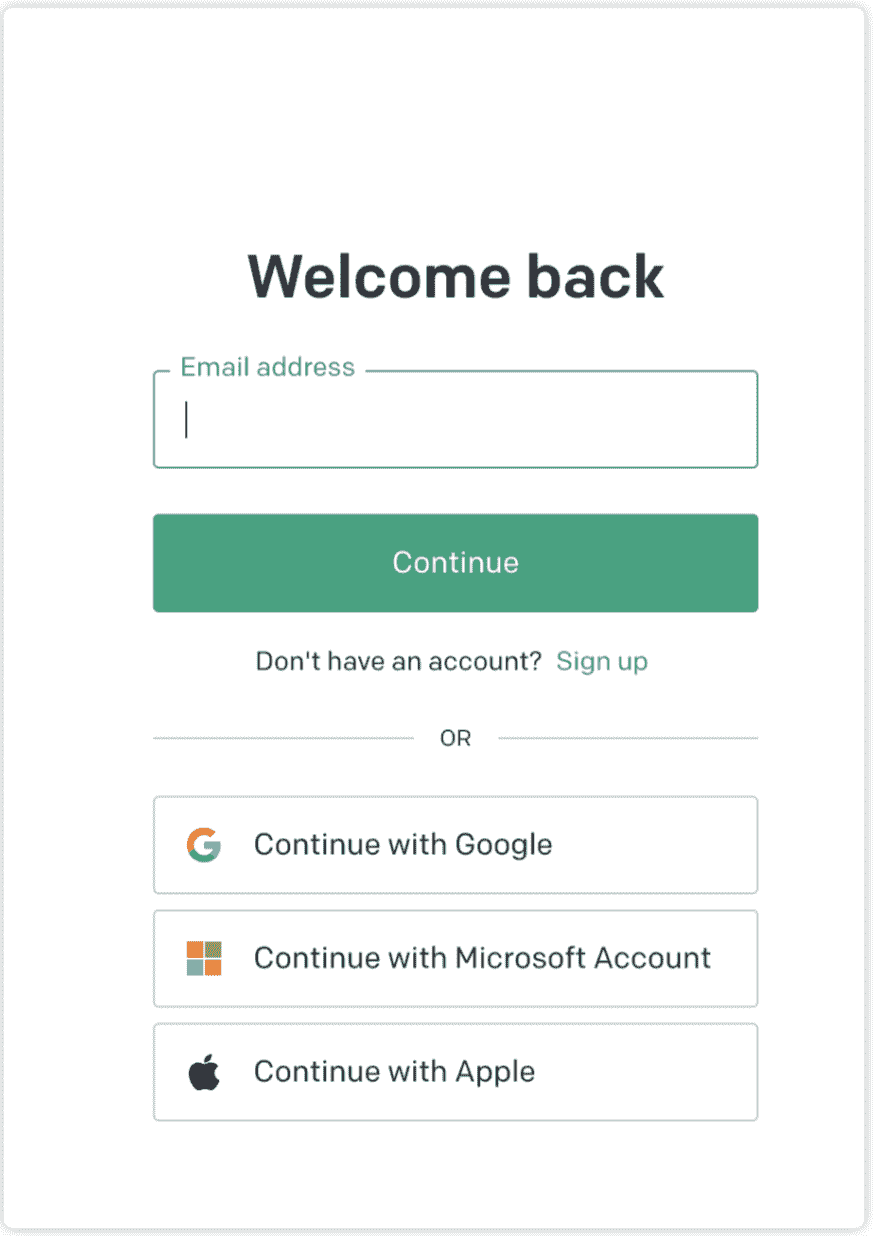 Welcome back
Email address
Continue
Don't have an account? Sign up
OR
Continue with Google
Continue with Microsoft Account
Continue with Apple